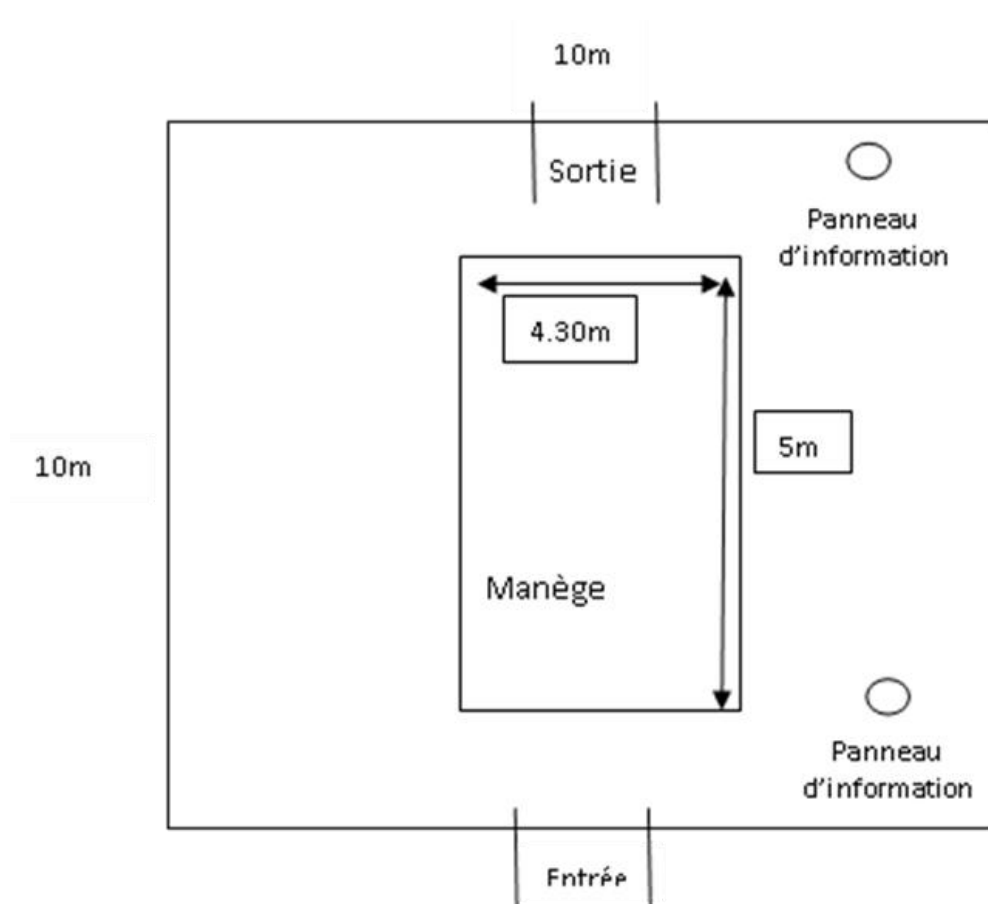 10m
Sortie
Panneau
d'information
4.30m
5m
10m
Manège
Panneau
d'information
Entrée